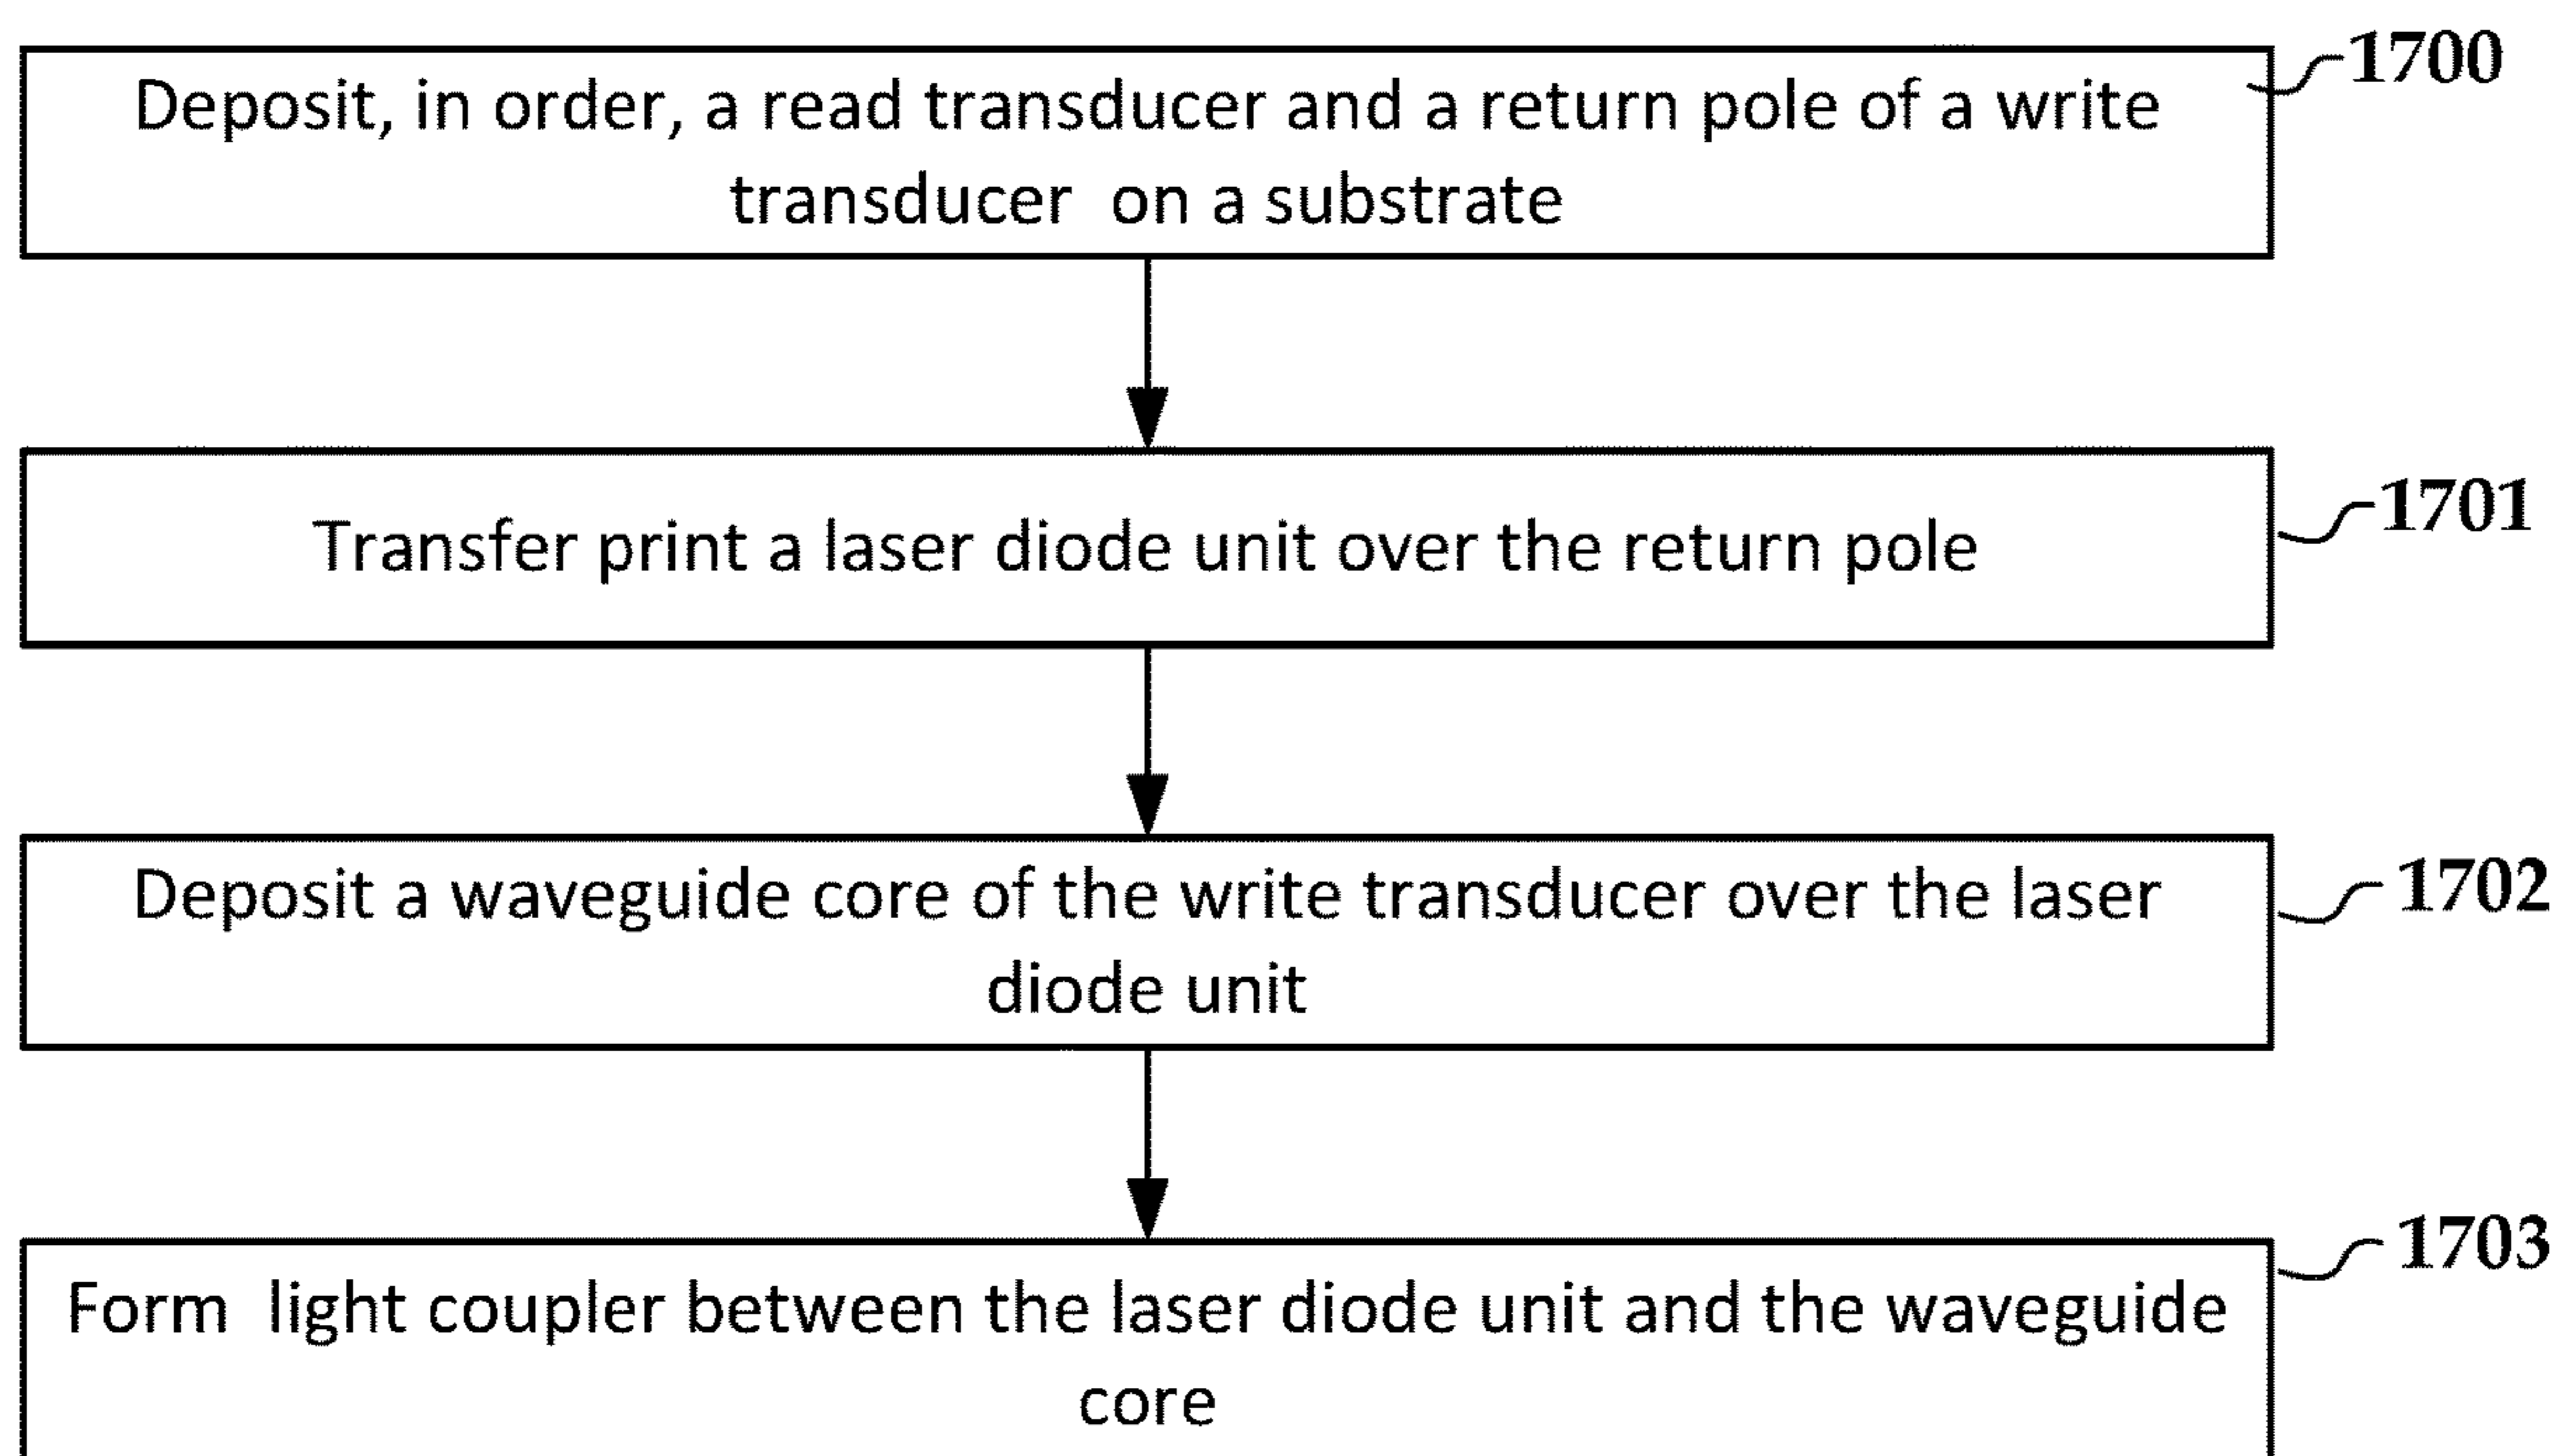 Deposit, in order, a read transducer and a return pole of a write
transducer  on a substrate
1700
Transfer print a laser diode unit over the return pole
1701
Deposit a waveguide core of the write transducer over the laser
diode unit
1702
Form  light coupler between the laser diode unit and the waveguide
core
1703